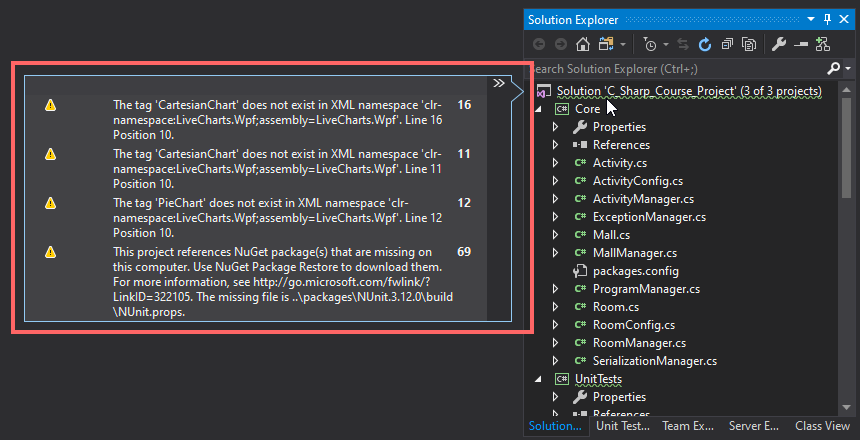 Solution Explorer
Search Solution Explorer (Ctrl+;)
The tag 'CartesianChart' does not exist in XML namespace 'clr- 16
namespace:LiveCharts.Wpf;assembly=LiveCharts.Wpf'. Line 16
Position 10.
The tag 'CartesianChart' does not exist in XML namespace 'clr- 11
namespace:LiveCharts.Wpf;assembly=LiveCharts.Wpf'. Line 11
Position 10.
The tag 'PieChart' does not exist in XML namespace 'clr- 12
namespace:LiveCharts.Wpf;assembly=LiveCharts.Wpf'. Line 12
Position 10.
This project references NuGet package(s) that are missing on 69
this computer. Use NuGet Package Restore to download them.
For more information, see http://go.microsoft.com/fwlink/?
LinkID=322105. The missing file is ..\packages\NUnit.3.12.0\build
\NUnit.props.
Solution 'C_Sharp_Course_Project' (3 of 3 projects)
C# Core
Properties
References
C# Activity.cs
C# ActivityConfig.cs
C# ActivityManager.cs
C# ExceptionManager.cs
C# Mall.cs
C# MallManager.cs
packages.config
C# ProgramManager.cs
C# Room.cs
C# RoomConfig.cs
C# RoomManager.cs
C# SerializationManager.cs
C# UnitTests
Properties
References
Solution... Unit Test... Team Ex... Server E... Class View